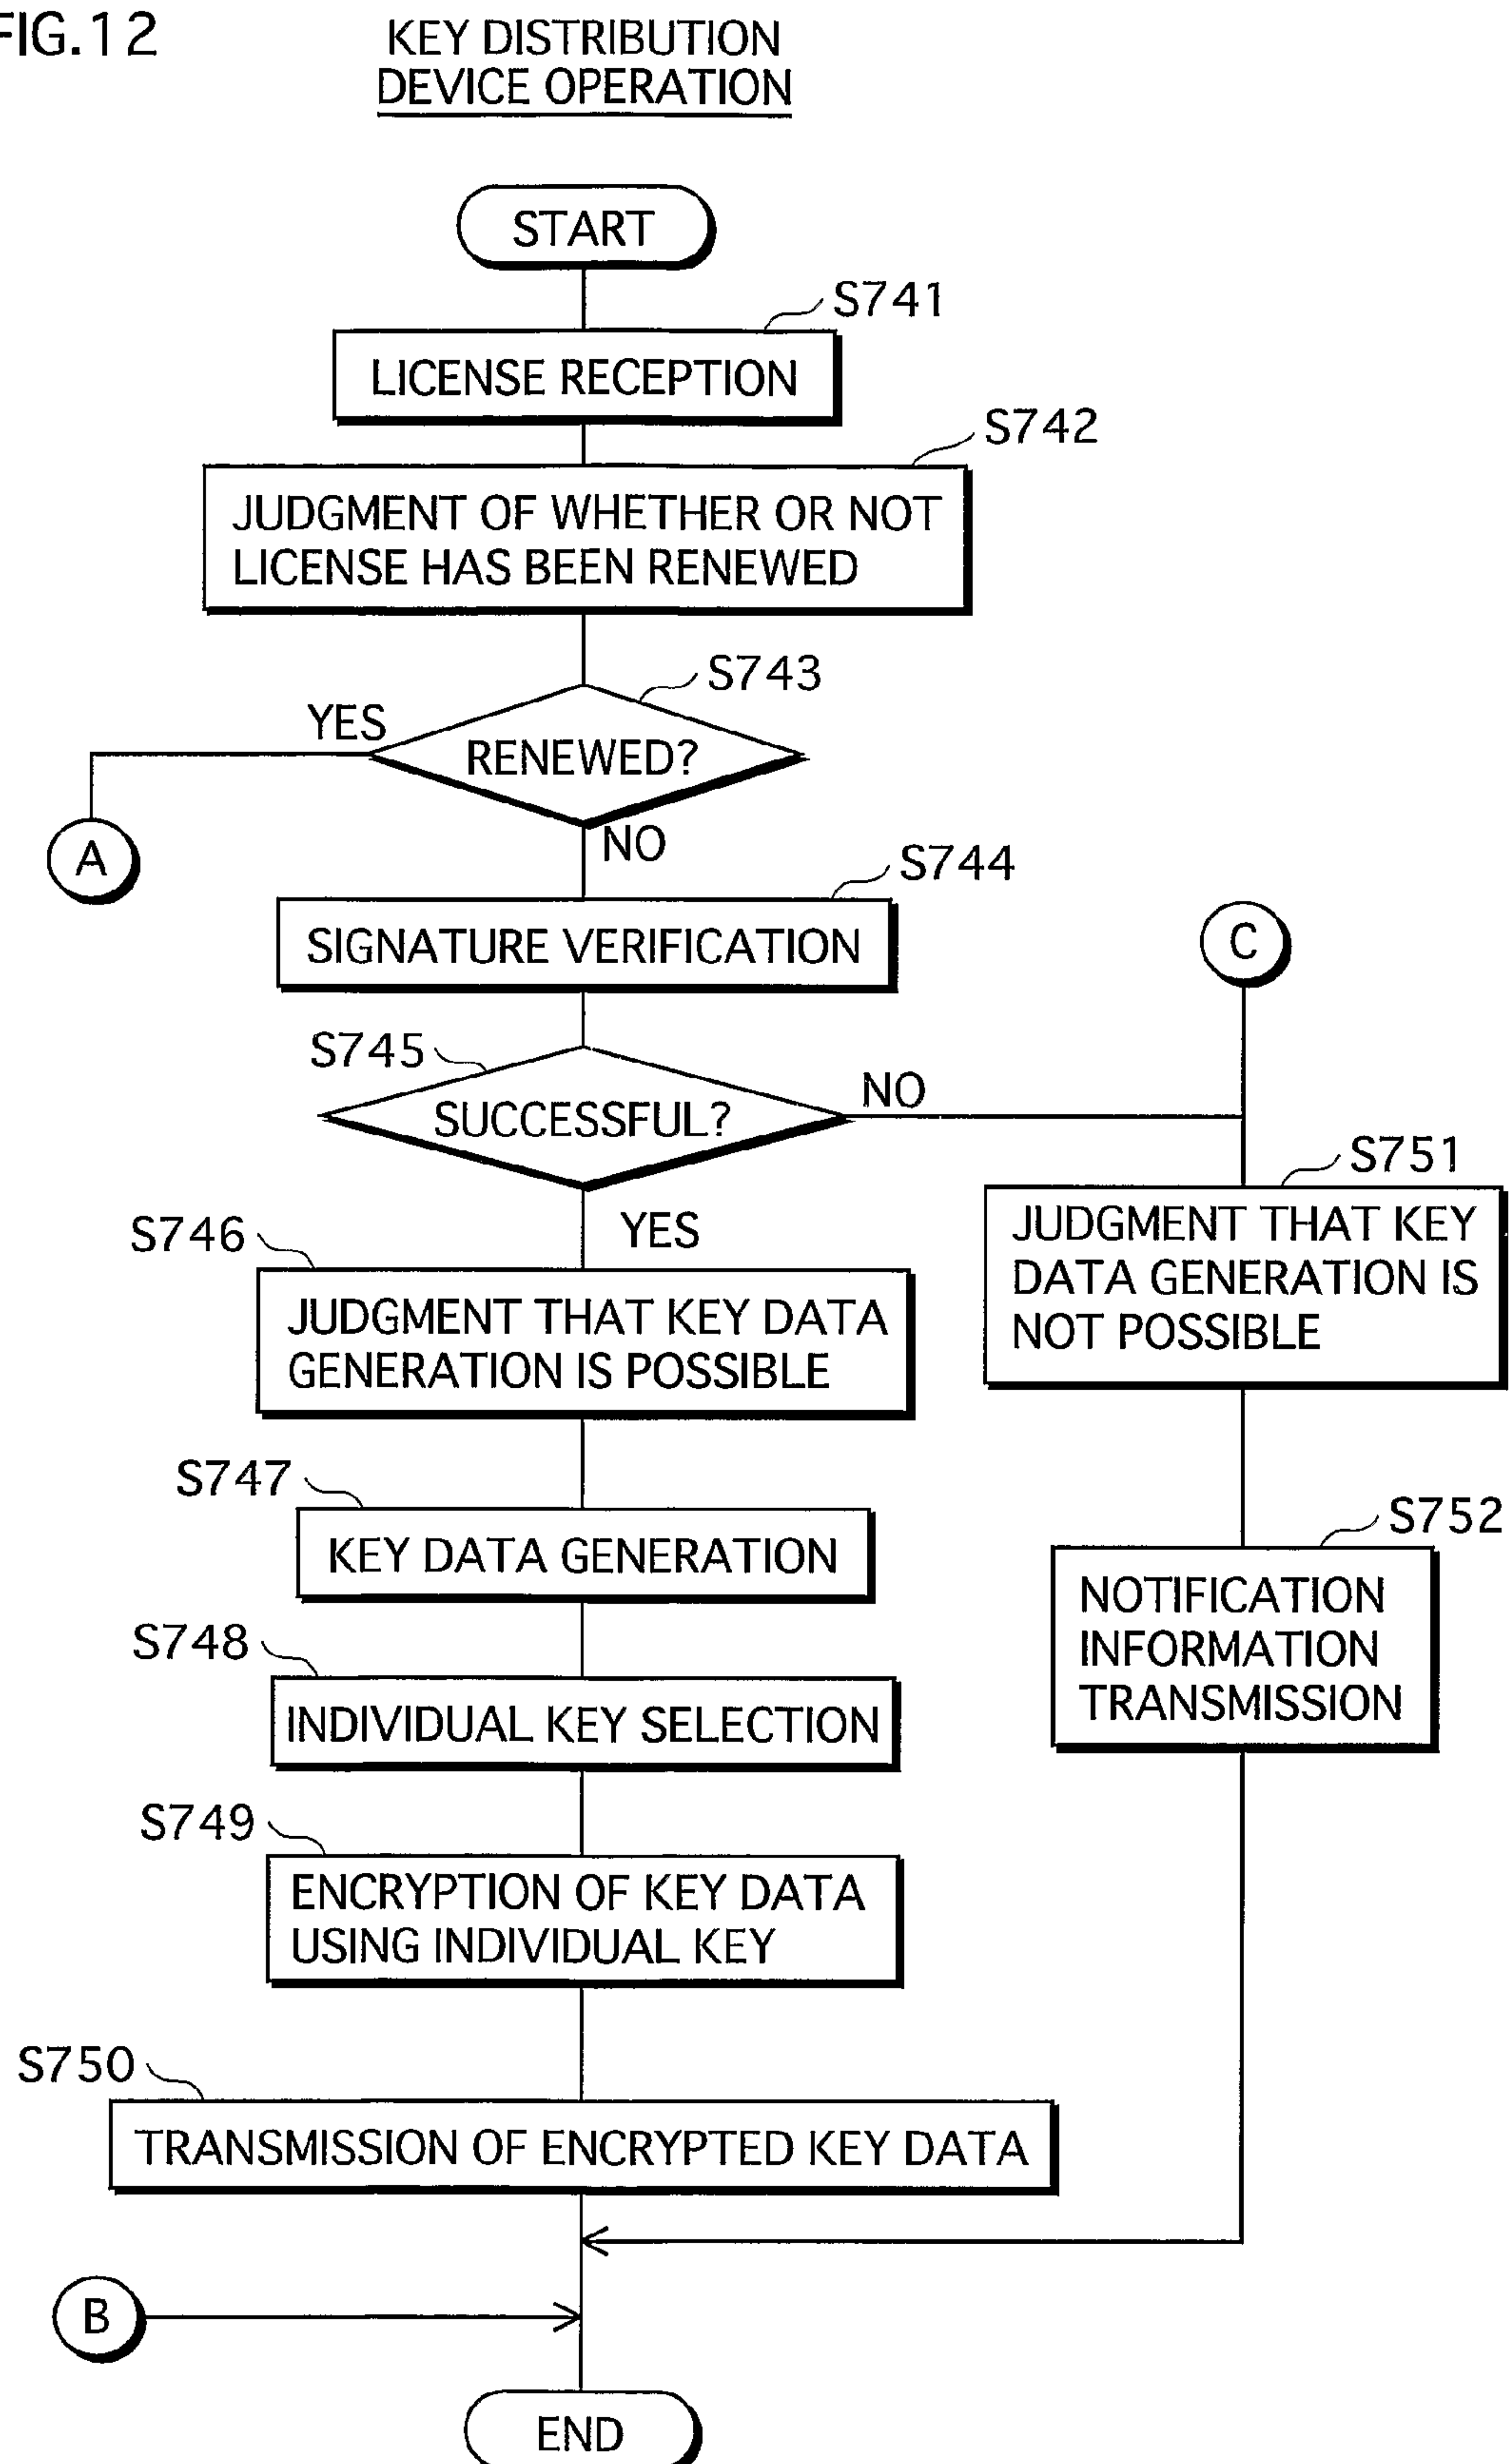 FIG.12
KEY DISTRIBUTION
DEVICE OPERATION
START
S741
LICENSE RECEPTION
S742
JUDGMENT OF WHETHER OR NOT
LICENSE HAS BEEN RENEWED
S743
YES
RENEWED?
A
NO
S744
SIGNATURE VERIFICATION
C
S745
SUCCESSFUL?
NO
S751
JUDGMENT THAT KEY
DATA GENERATION IS
NOT POSSIBLE
YES
S746
JUDGMENT THAT KEY DATA
GENERATION IS POSSIBLE
S747
KEY DATA GENERATION
S752
NOTIFICATION
INFORMATION
TRANSMISSION
S748
INDIVIDUAL KEY SELECTION
S749
ENCRYPTION OF KEY DATA
USING INDIVIDUAL KEY
S750
TRANSMISSION OF ENCRYPTED KEY DATA
B
END